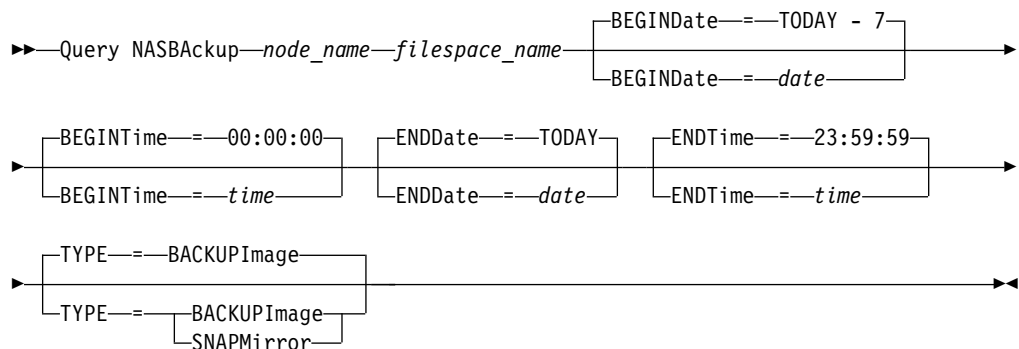 BEGINDate = TODAY - 7
Query NASBAckup node_name filespace_name
BEGINDate = date
BEGINTime = 00:00:00 ENDDate = TODAY ENDTime = 23:59:59
BEGINTime = time ENDDate = date ENDTime = time
TYPE = BACKUPImage
TYPE = BACKUPImage
SNAPMirror